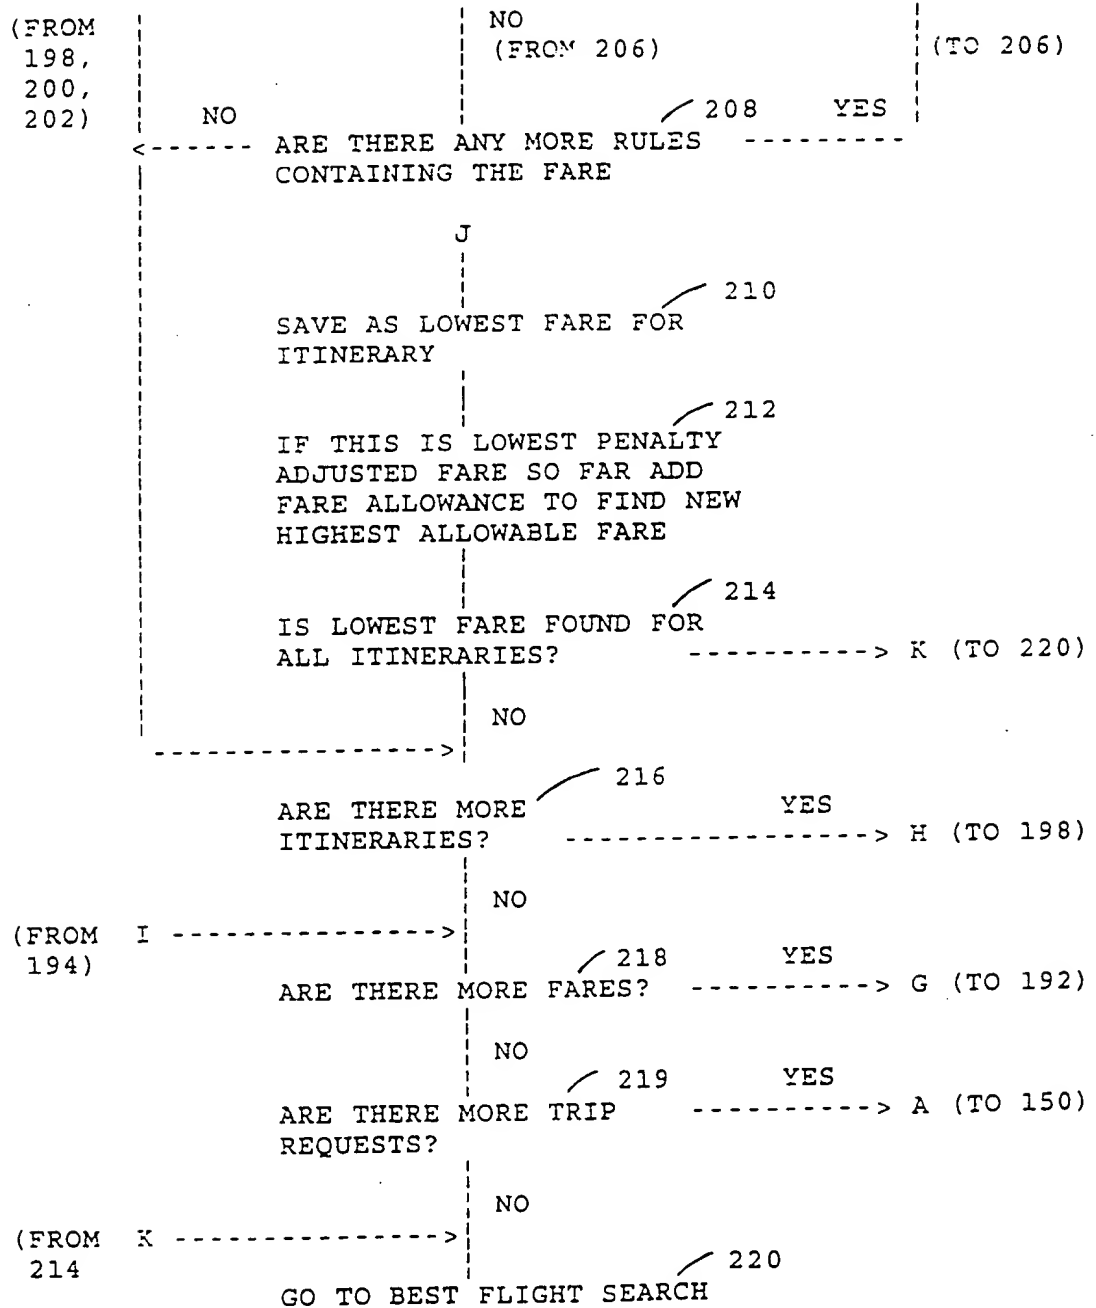 (FROM
198,
200,
202)
NO
(FROM 206)
(TO 206)
NO
208
YES
ARE THERE ANY MORE RULES
CONTAINING THE FARE
J
210
SAVE AS LOWEST FARE FOR
ITINERARY
212
IF THIS IS LOWEST PENALTY
ADJUSTED FARE SO FAR ADD
FARE ALLOWANCE TO FIND NEW
HIGHEST ALLOWABLE FARE
214
IS LOWEST FARE FOUND FOR
ALL ITINERARIES?
K (TO 220)
NO
216
ARE THERE MORE
ITINERARIES?
YES
H (TO 198)
NO
(FROM I
194)
218
YES
ARE THERE MORE FARES?
G (TO 192)
NO
219
YES
ARE THERE MORE TRIP
REQUESTS?
A (TO 150)
NO
(FROM K
214
220
GO TO BEST FLIGHT SEARCH